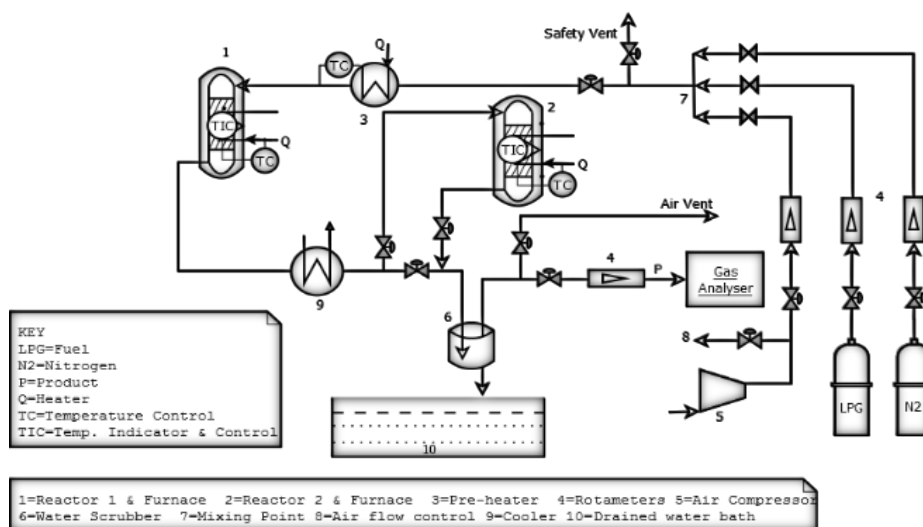 Safety Vent
1
TC
Q
3
2
7
TIC
Q
TC
TIC
Q
TC
4
Air Vent
4
P
Gas
Analyser
9
6
8
5
LPG
N2
10
KEY
LPG=Fuel
N2=Nitrogen
P=Product
Q=Heater
TC=Temperature Control
TIC=Temp. Indicator & Control
1=Reactor 1 & Furnace 2=Reactor 2 & Furnace 3=Pre-heater 4=Rotameters 5=Air Compressor
6=Water Scrubber 7=Mixing Point 8=Air flow control 9=Cooler 10=Drained water bath